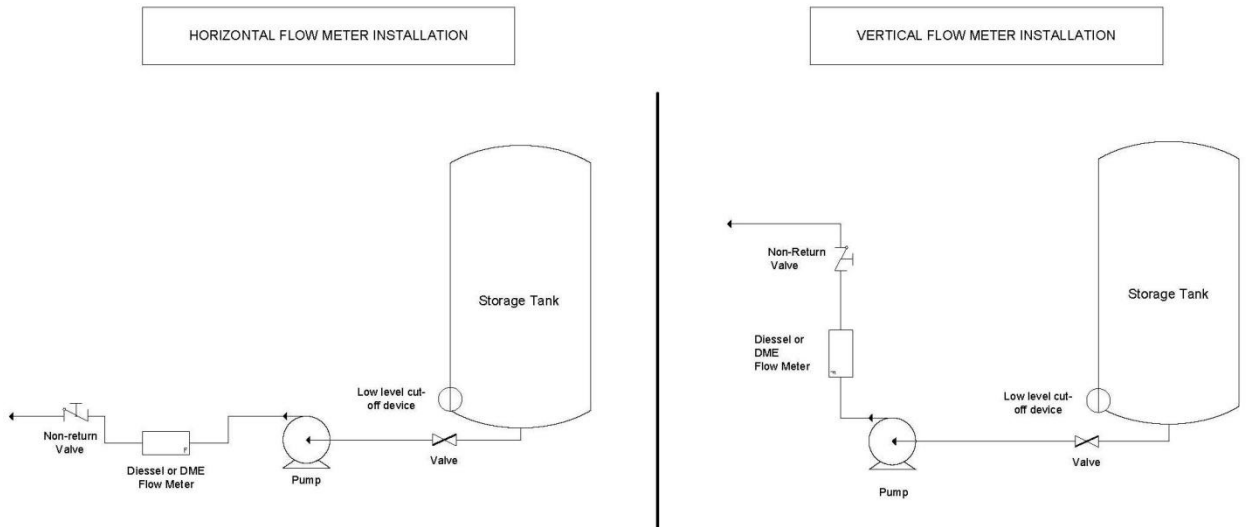 HORIZONTAL FLOW METER INSTALLATION
Storage Tank
Low level cut-
off device
Non-return
Valve
Diessel or DME
Flow Meter
F
Pump
Valve
VERTICAL FLOW METER INSTALLATION
Non-Return
Valve
Storage Tank
Diessel or
DME
Flow Meter
F
Low level cut-
off device
Valve
Pump